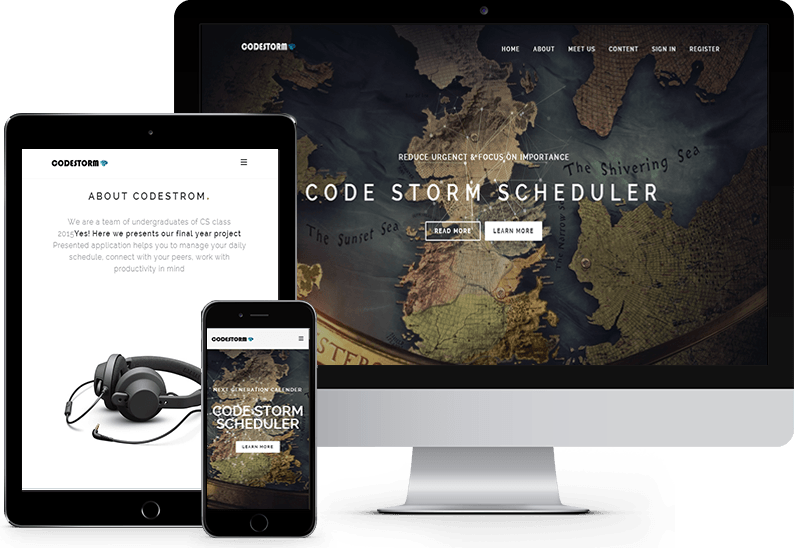 CODESTORM
HOME ABOUT MEET US CONTENT SIGN IN REGISTER
REDUCE URGENCT & FOCUS ON IMPORTANCE
CODE STORM SCHEDULER
READ MORE LEARN MORE
The Shivering Sea
The Sunset Sea
The Narrow
CODESTORM
ABOUT CODESTROM.
We are a team of undergraduates of CS class
2015Yes! Here we presents our final year project
Presented application helps you to manage your daily
schedule, connect with your peers, work with
productivity in mind
CODESTORM
NEXT GENERATION CALENDER
CODE STORM
SCHEDULER
LEARN MORE